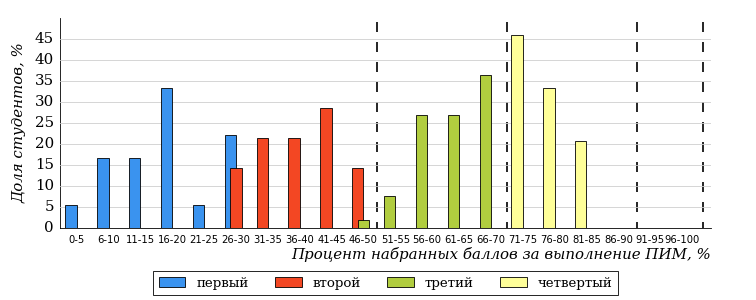 Доля студентов, %
45
40
35
30
25
20
15
10
5
0
0-5 6-10 11-15 16-20 21-25 26-30 31-35 36-40 41-45 46-50 51-55 56-60 61-65 66-70 71-75 76-80 81-85 86-90 91-95 96-100
Процент набранных баллов за выполнение ПИМ, %
первый второй третий четвертый